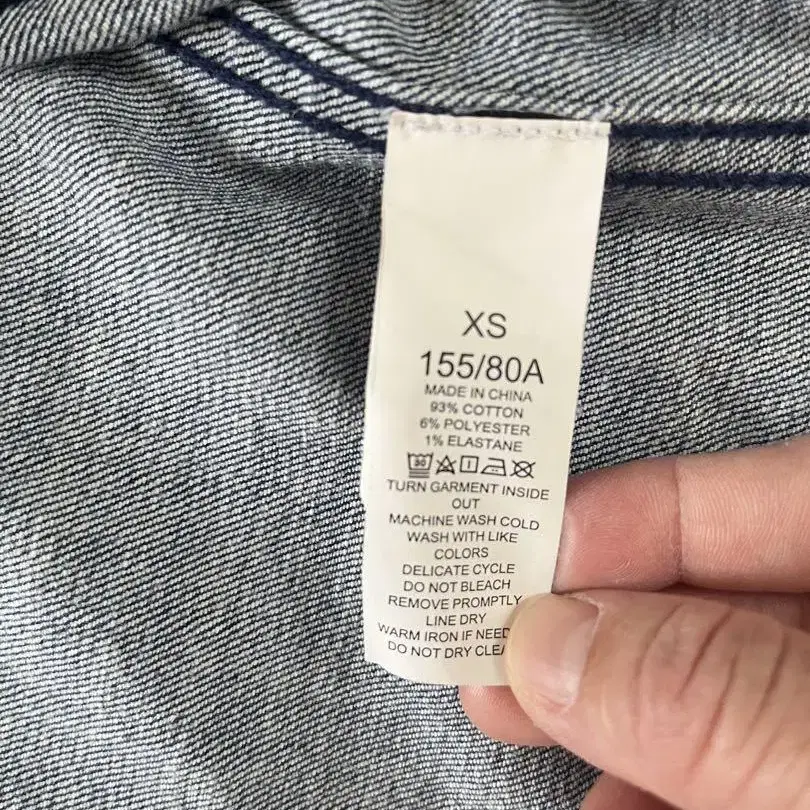 XS
155/80A
MADE IN CHINA
93% COTTON
6% POLYESTER
1% ELASTANE
30
TURN GARMENT INSIDE
OUT
MACHINE WASH COLD
WASH WITH LIKE
COLORS
DELICATE CYCLE
DO NOT BLEACH
REMOVE PROMPTLY
LINE DRY
WARM IRON IF
DO NOT DRY